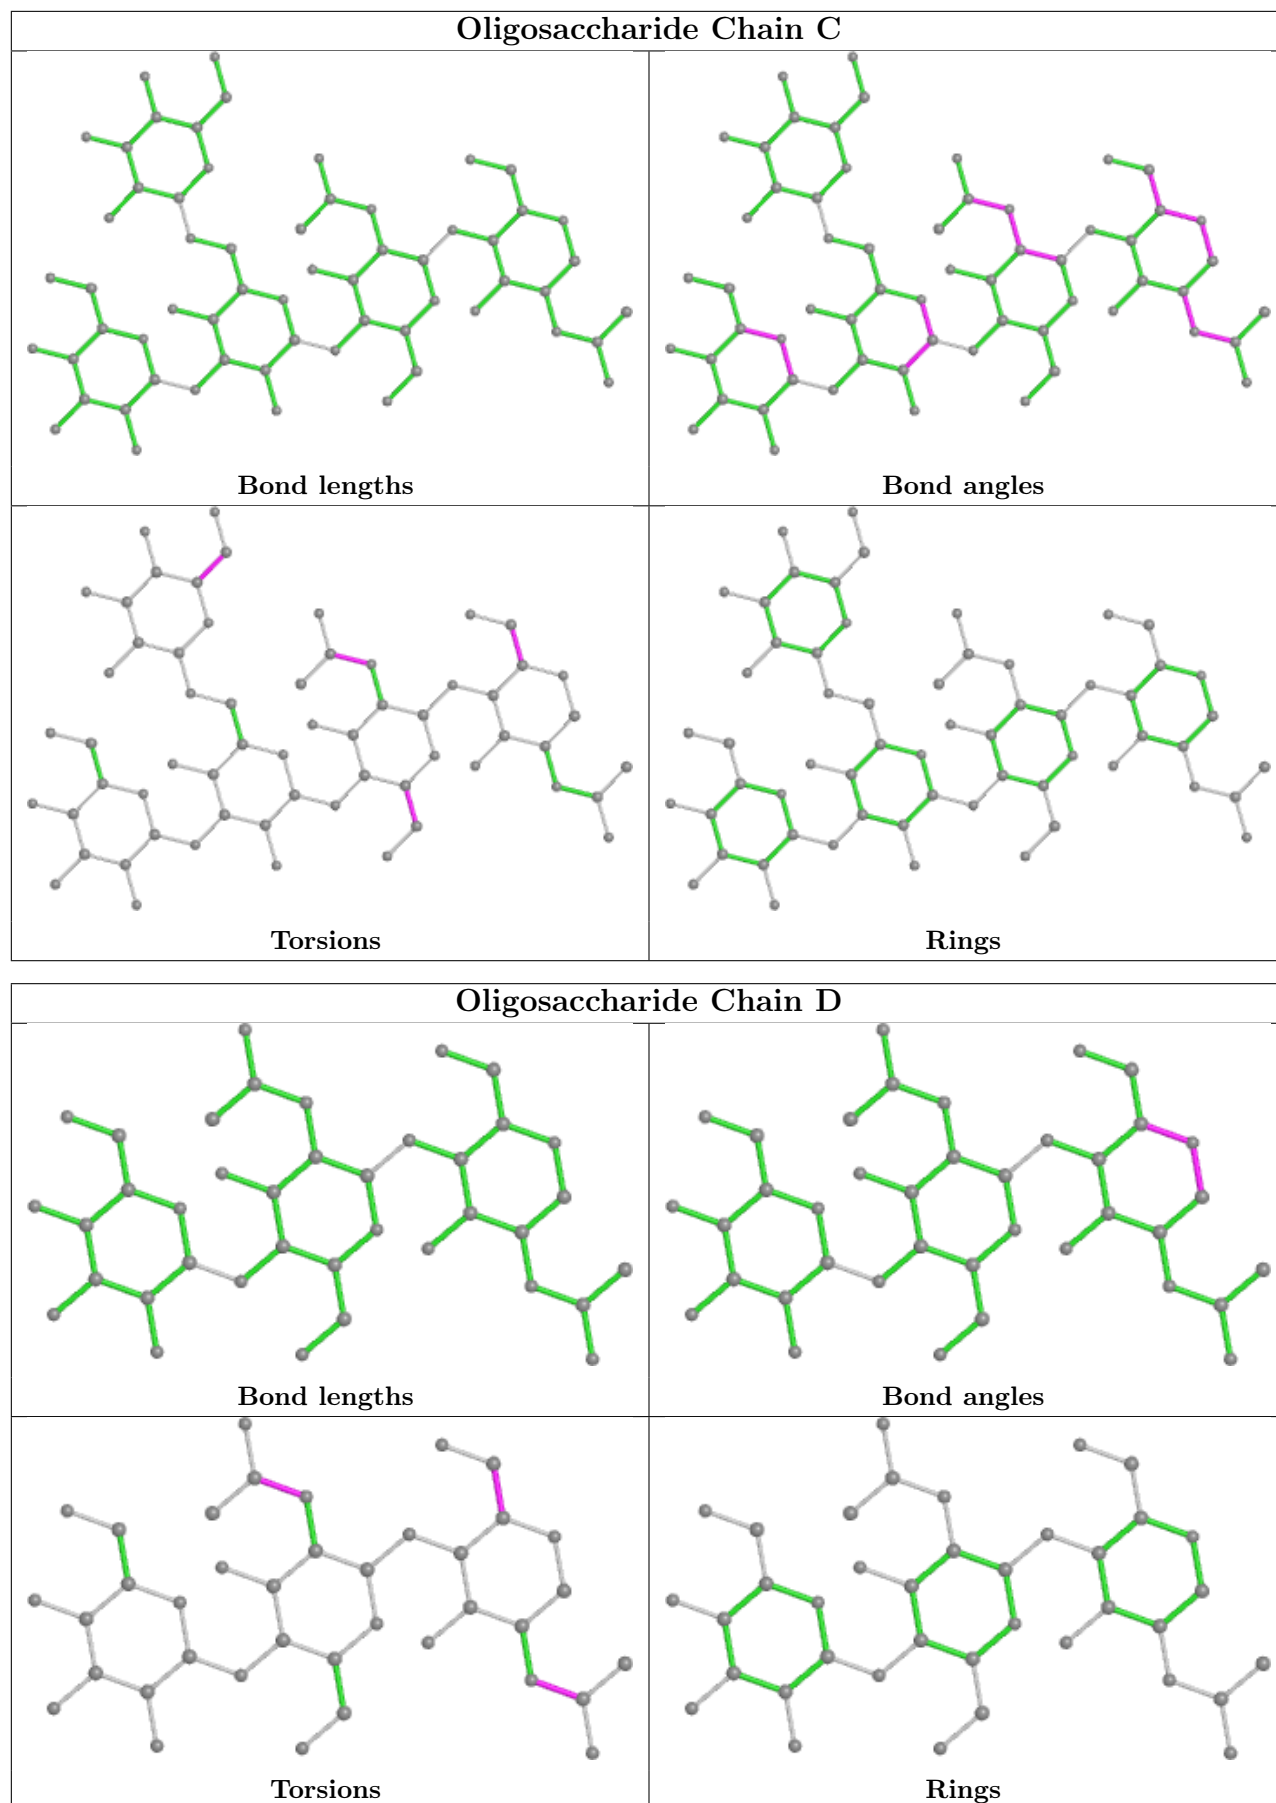 Oligosaccharide Chain C
Bond lengths
Bond angles
Torsions
Rings
Oligosaccharide Chain D
Bond lengths
Bond angles
Torsions
Rings